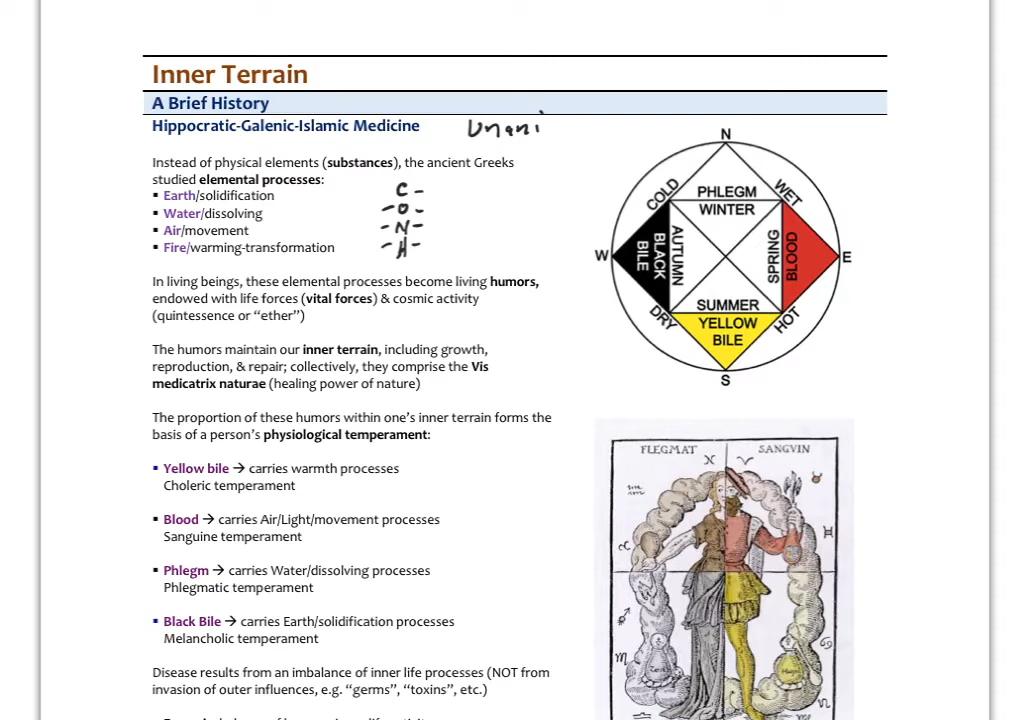 Inner Terrain
A Brief History
Hippocratic-Galenic-Islamic Medicine
Unani
Instead of physical elements (substances), the ancient Greeks
studied elemental processes:
▪ Earth/solidification
▪ Water/dissolving
▪ Air/movement
▪ Fire/warming-transformation
C -
- O -
- N -
- H -
In living beings, these elemental processes become living humors,
endowed with life forces (vital forces) & cosmic activity
(quintessence or “ether”)
The humors maintain our inner terrain, including growth,
reproduction, & repair; collectively, they comprise the Vis
medicatrix naturae (healing power of nature)
The proportion of these humors within one’s inner terrain forms the
basis of a person’s physiological temperament:
▪ Yellow bile → carries warmth processes
Choleric temperament
▪ Blood → carries Air/Light/movement processes
Sanguine temperament
▪ Phlegm → carries Water/dissolving processes
Phlegmatic temperament
▪ Black Bile → carries Earth/solidification processes
Melancholic temperament
Disease results from an imbalance of inner life processes (NOT from
invasion of outer influences, e.g. “germs”, “toxins”, etc.)
N
COLD
WET
PHLEGM
WINTER
W
BLACK
BILE
AUTUMN
SPRING
BLOOD
E
SUMMER
YELLOW
BILE
DRY
HOT
S
FLEGMAT
SANGVIN